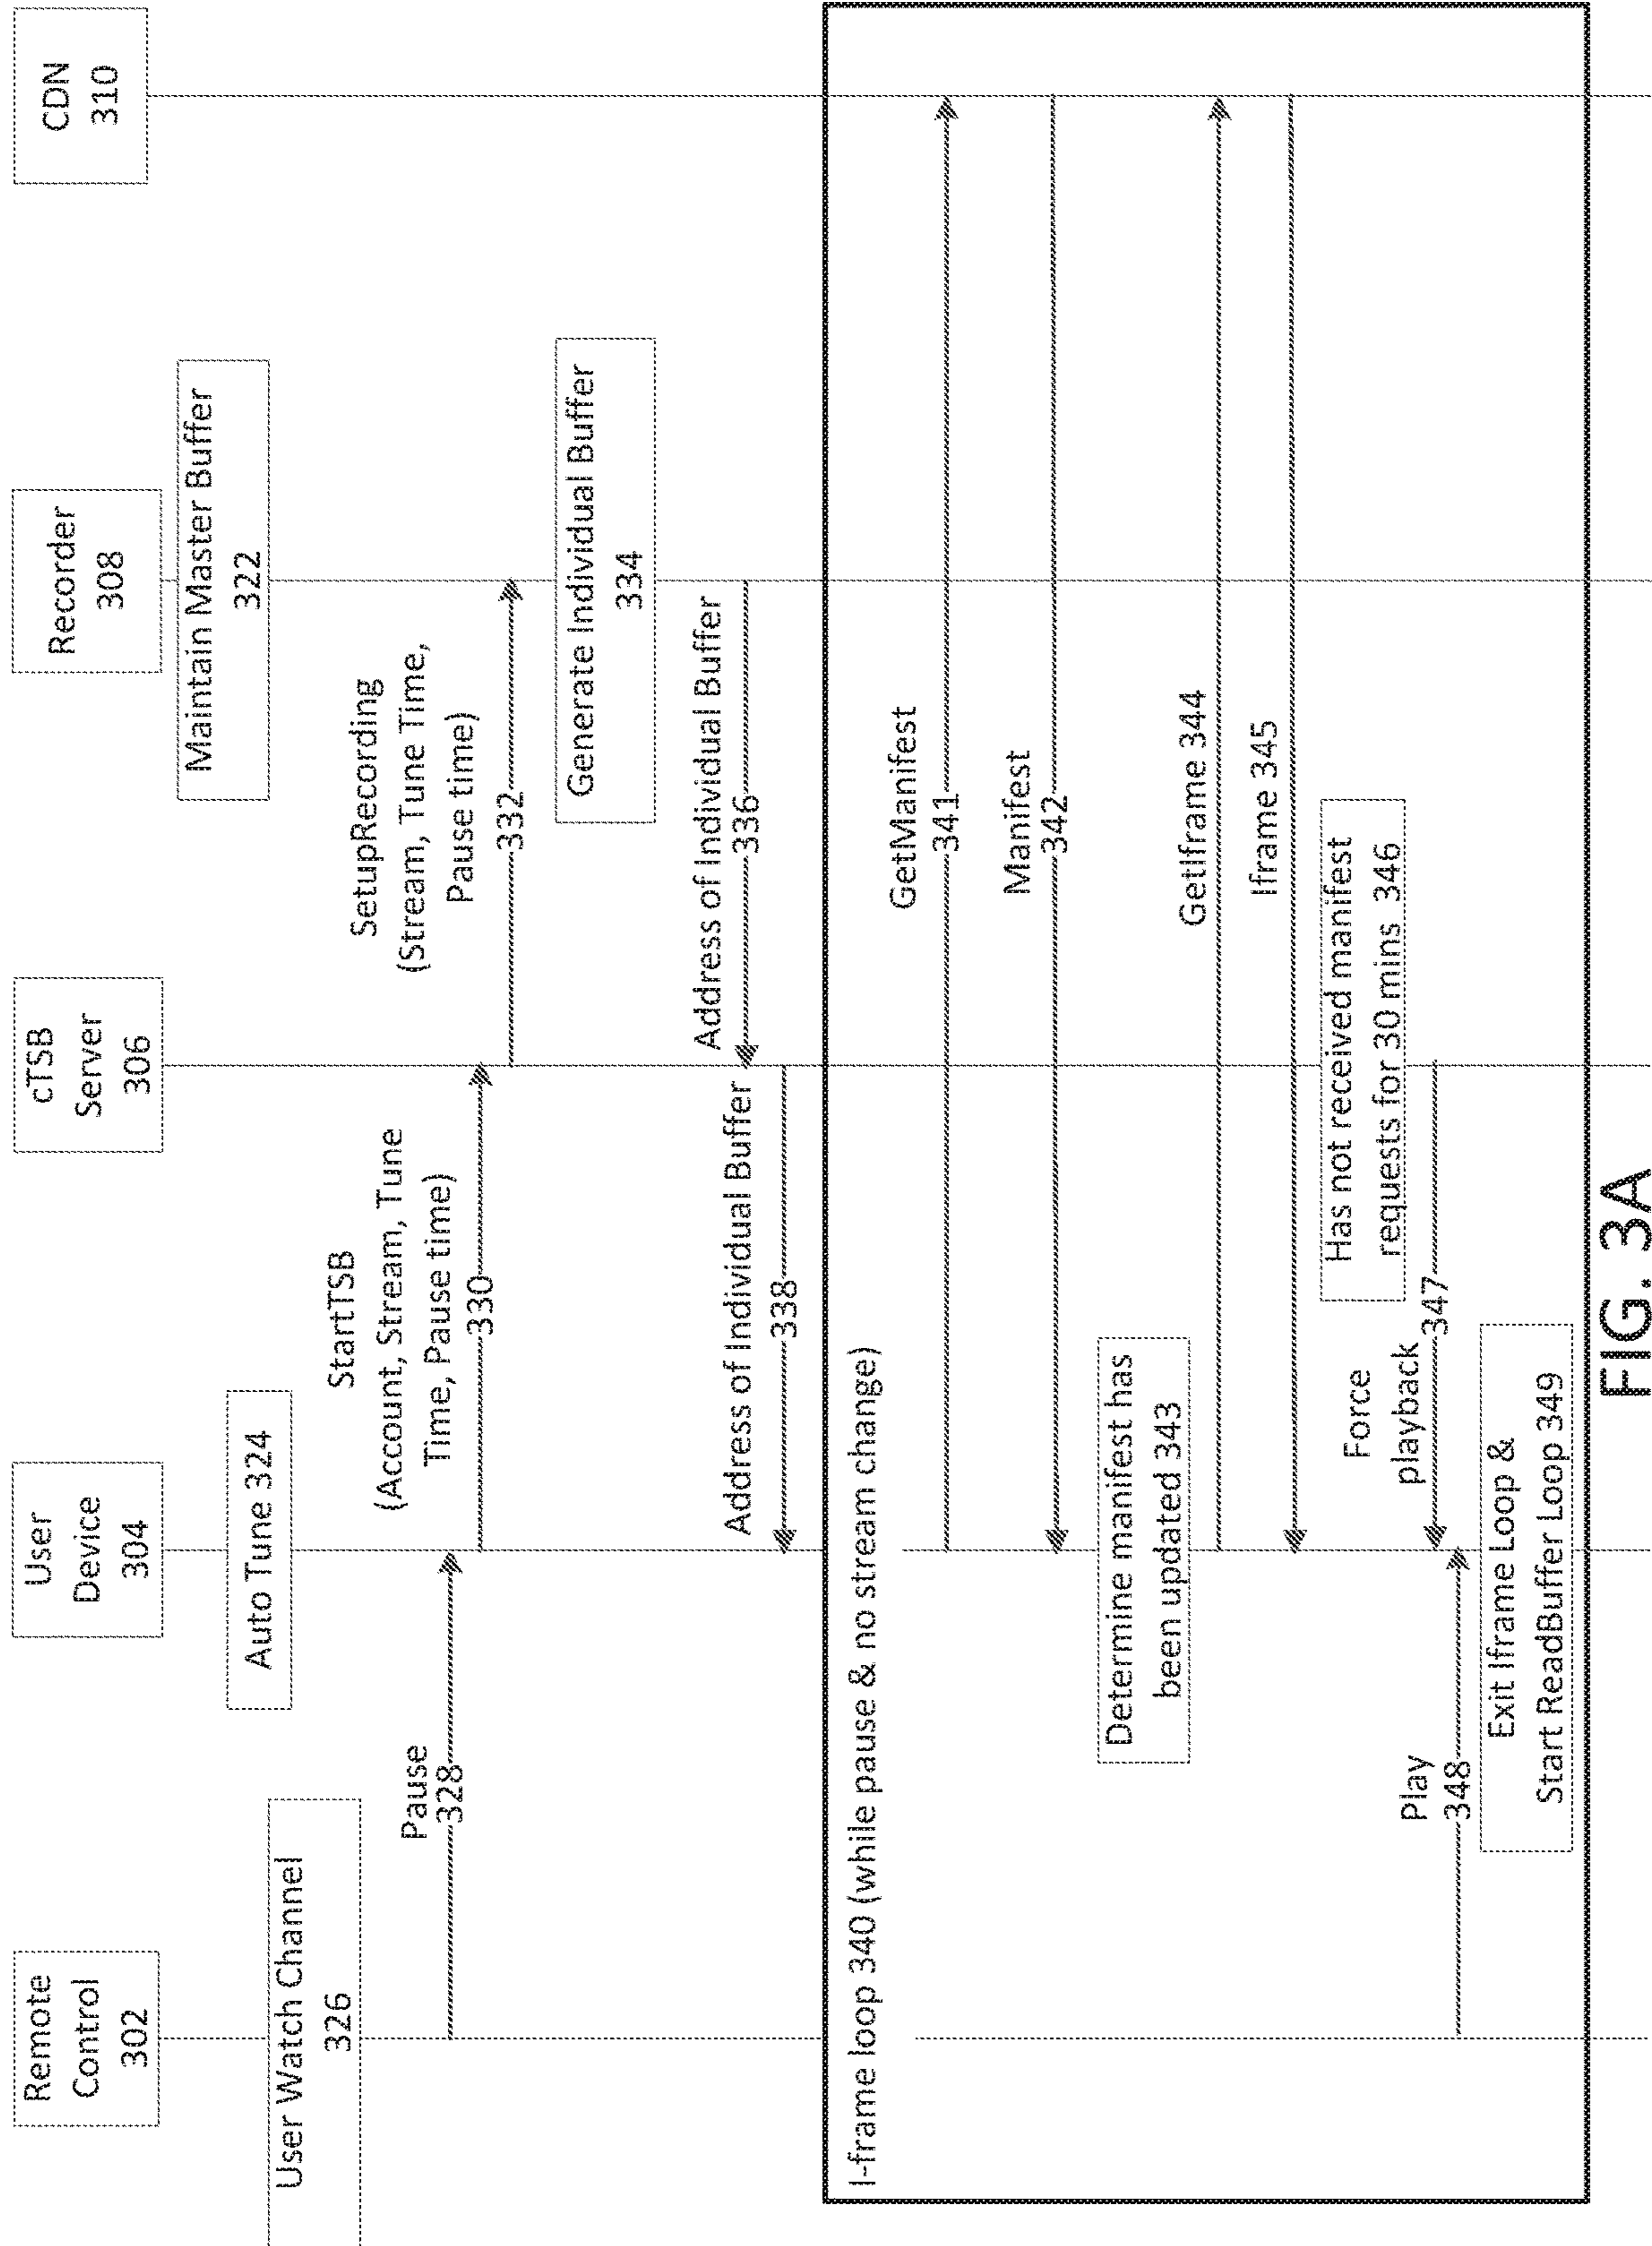 Remote
Control
302
User
Device
304
cTSB
Server
306
Recorder
308
CDN
310
Maintain Master Buffer
322
Auto Tune 324
User Watch Channel
326
Pause
328
StartTSB
(Account, Stream, Tune
Time, Pause time)
330
SetupRecording
(Stream, Tune Time,
Pause time)
332
Generate Individual Buffer
334
Address of Individual Buffer
336
Address of Individual Buffer
338
I-frame loop 340 (while pause & no stream change)
GetManifest
341
Manifest
342
Determine manifest has
been updated 343
GetIframe 344
Iframe 345
Has not received manifest
requests for 30 mins 346
Force
playback
347
Play
348
Exit Iframe Loop &
Start ReadBuffer Loop 349
FIG. 3A